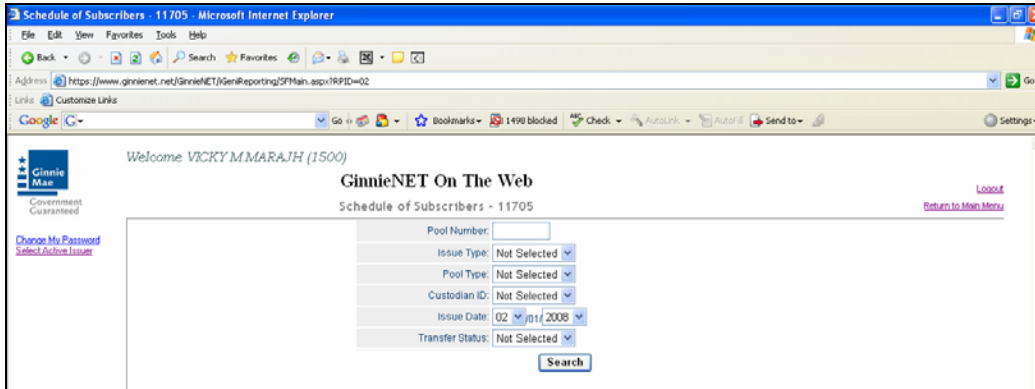 Schedule of Subscribers - 11705 - Microsoft Internet Explorer
File Edit View Favorites Tools Help
Back Search Favorites
Address https://www.ginnienet.net/GinnieNET/iGeniReporting/SFMain.aspx?RPID=02 Go
Links Customize Links
Google G Go Bookmarks 1490 blocked ABC Check AutoLink AutoFill Send to Settings
Ginnie
Mae
Government
Guaranteed
Change My Password
Select Active Issuer
Welcome VICKY M MARAJH (1500)
GinnieNET On The Web
Schedule of Subscribers - 11705
Logout
Return to Main Menu
Pool Number:
Issue Type: Not Selected
Pool Type: Not Selected
Custodian ID: Not Selected
Issue Date: 02 /01/ 2008
Transfer Status: Not Selected
Search